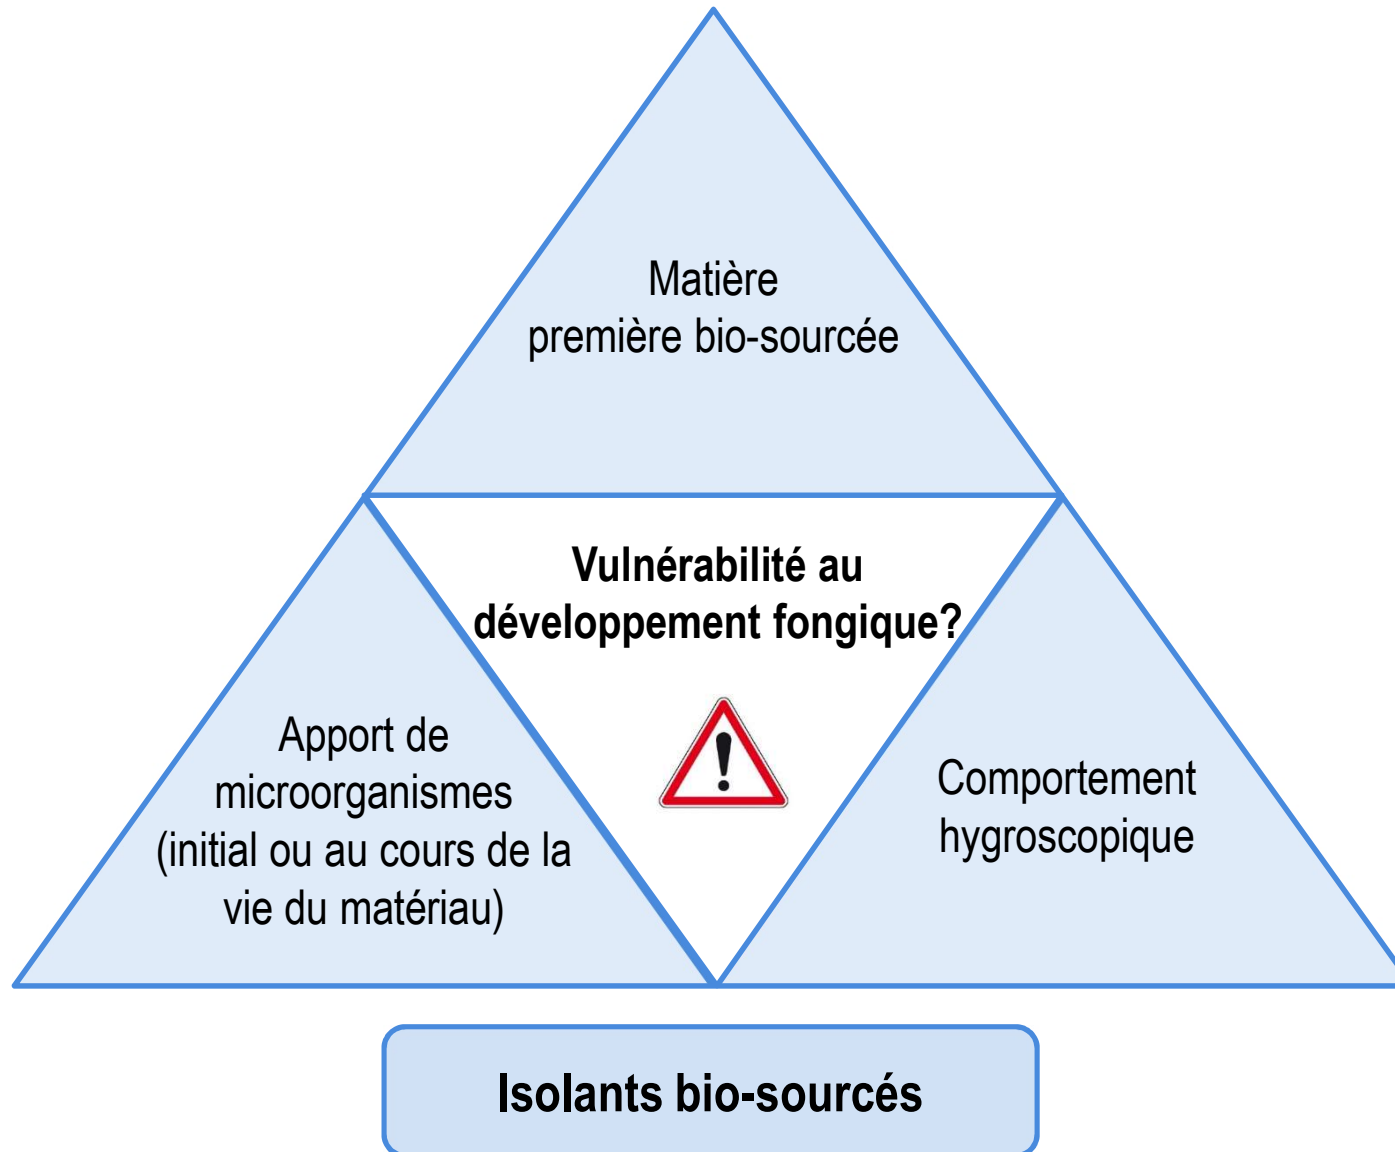 Matière
première bio-sourcée
Vulnérabilité au
développement fongique?
Apport de
microorganismes
(initial ou au cours de la
vie du matériau)
Comportement
hygroscopique
Isolants bio-sourcés